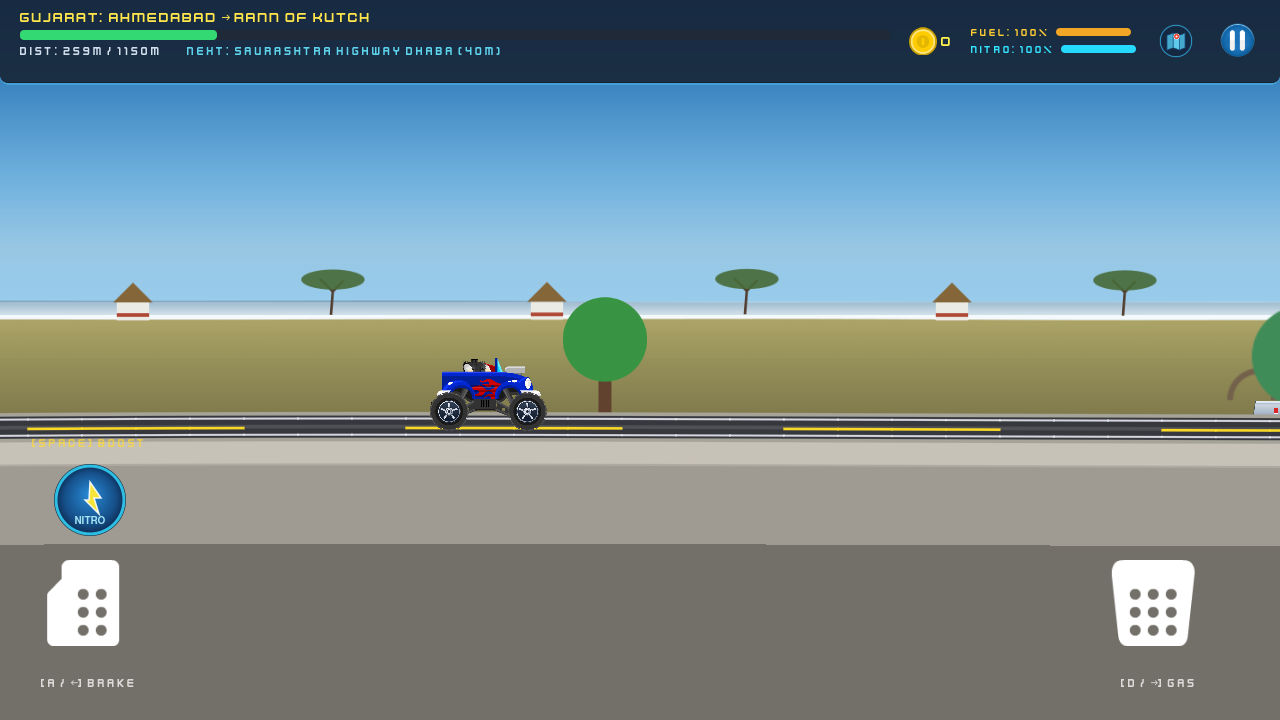 GUJARAT: AHMEDABAD → RANN OF KUTCH
DIST: 259M / 1150M NEXT: SAURASHTRA HIGHWAY DHABA (40M)
0
FUEL: 100%
NITRO: 100%
[SPACE] BOOST
NITRO
[A / ←] BRAKE
[D / →] GAS